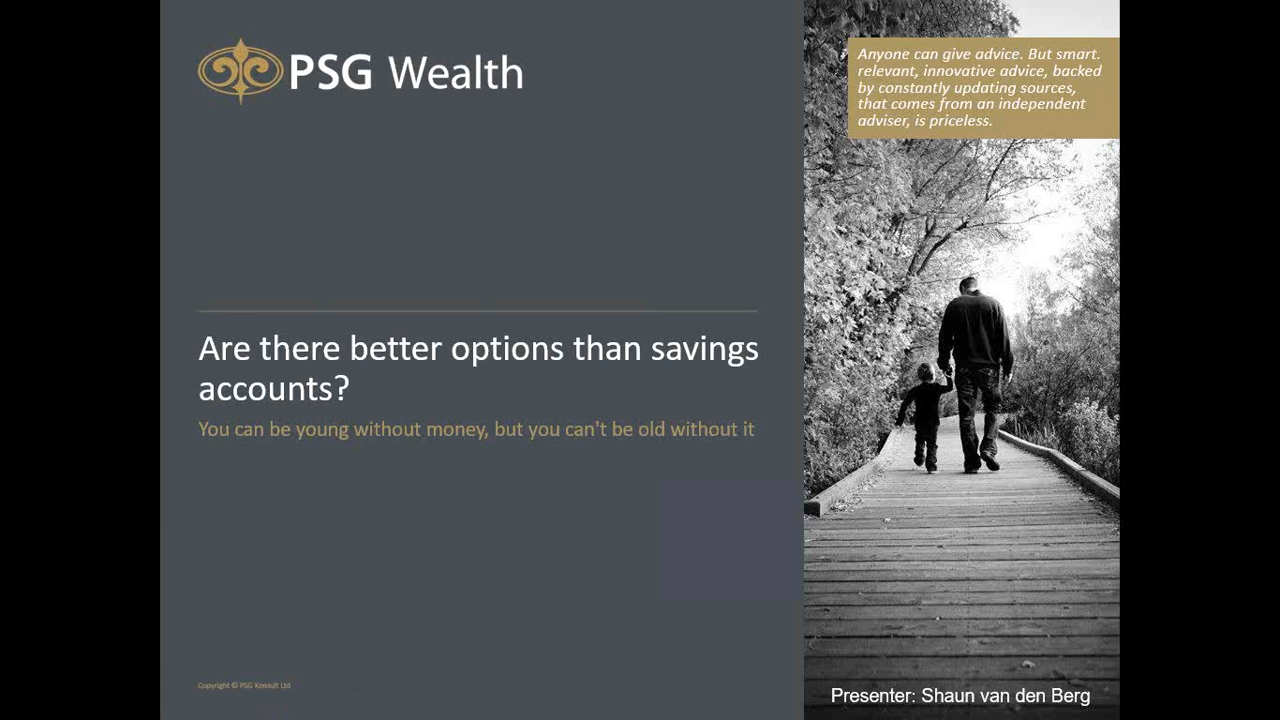 PSG Wealth
Anyone can give advice. But smart.
relevant, innovative advice, backed
by constantly updating sources,
that comes from an independent
adviser, is priceless.
Are there better options than savings
accounts?
You can be young without money, but you can't be old without it
Copyright © PSG Konsult Ltd
Presenter: Shaun van den Berg